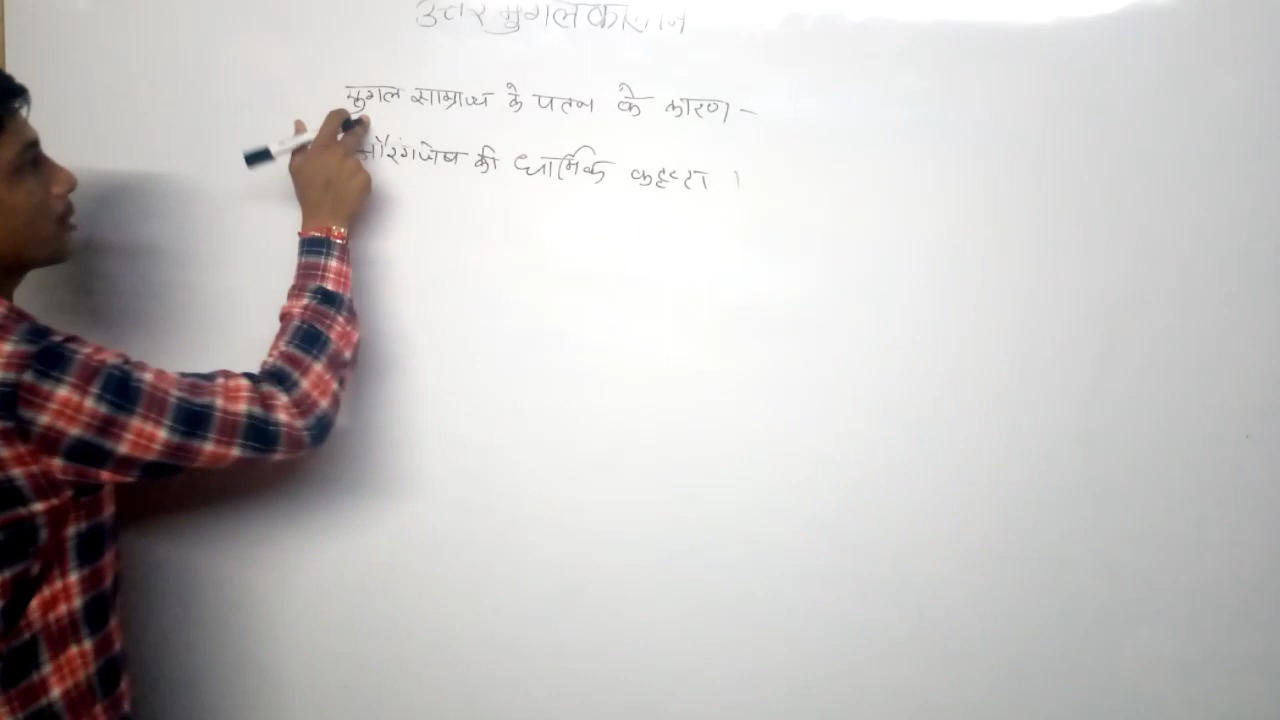 उत्तर मुगलकालीन
मुगल साम्राज्य के पतन के कारण -
औरंगजेब की धार्मिक कट्टरता ।